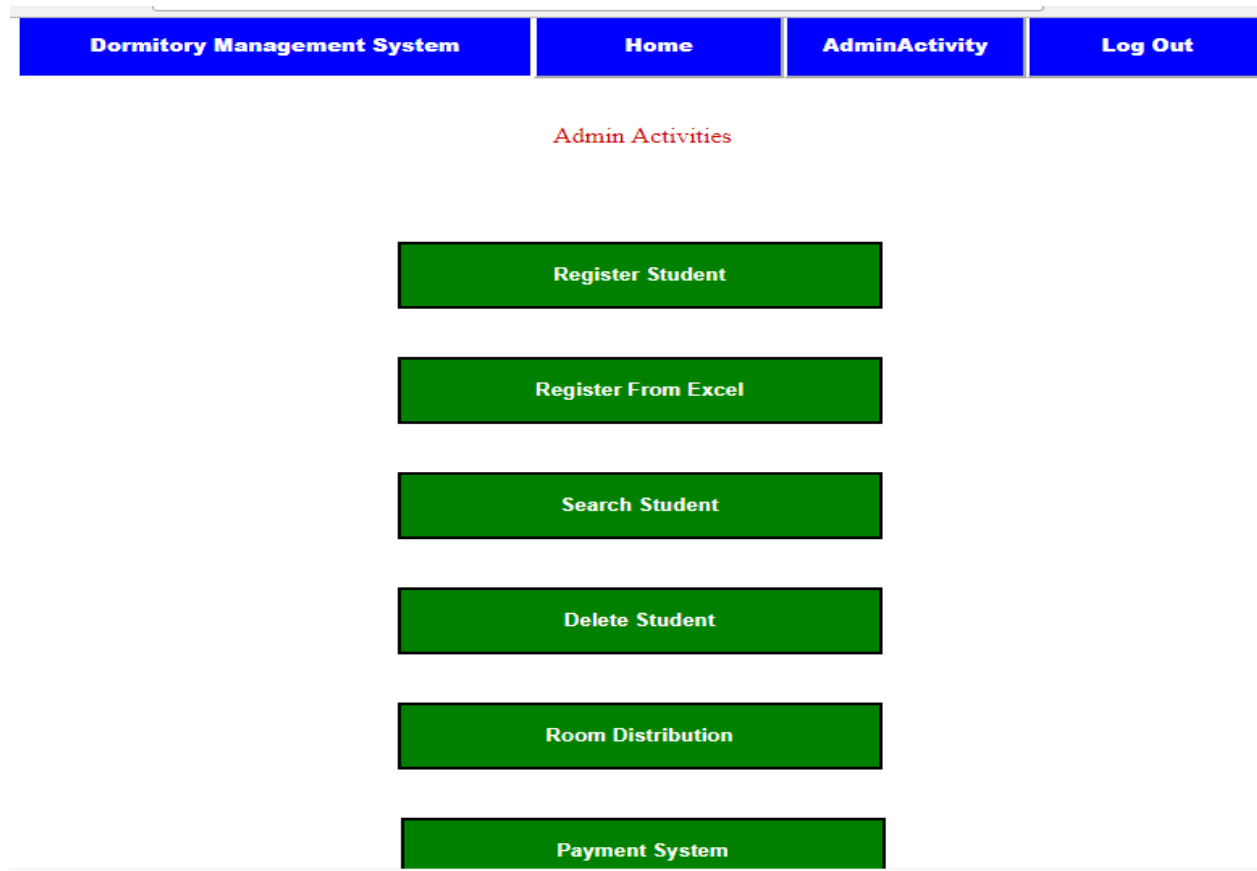 Dormitory Management System Home AdminActivity Log Out
Admin Activities
Register Student
Register From Excel
Search Student
Delete Student
Room Distribution
Payment System